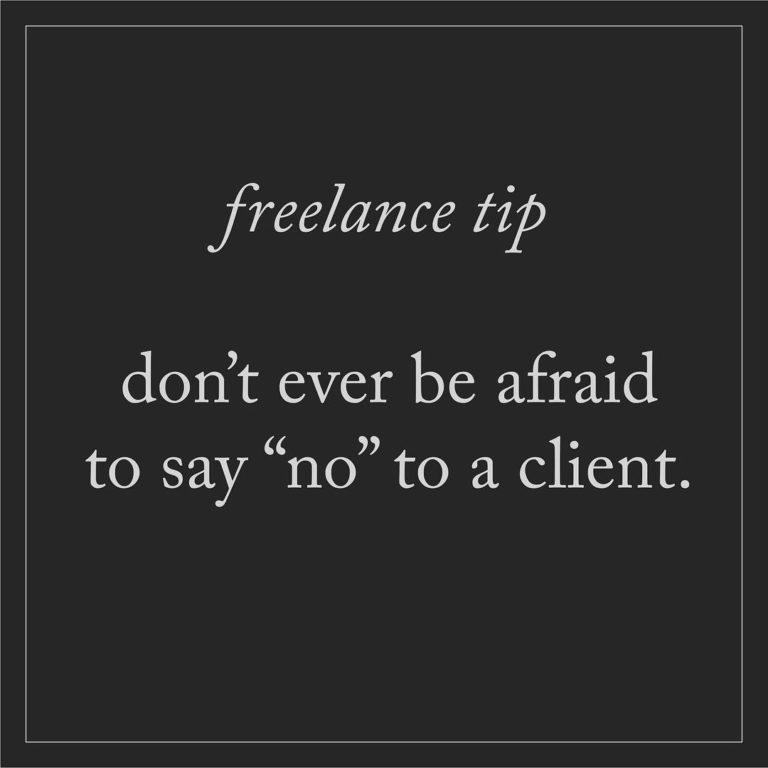 freelance tip
don’t ever be afraid
to say “no” to a client.